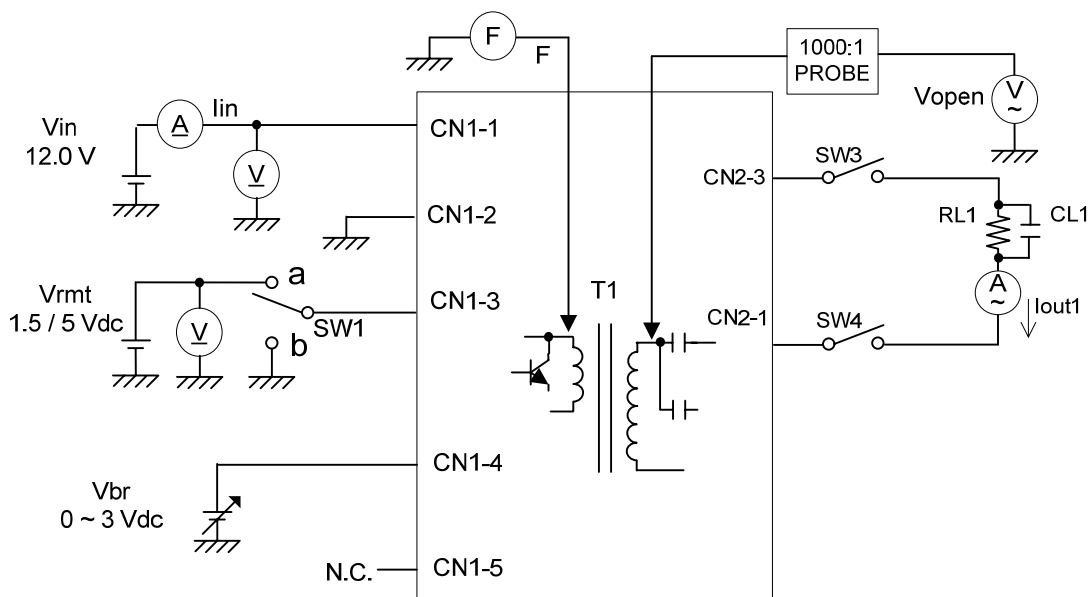 F
F
1000:1
PROBE
Vopen
V
~
Vin
12.0 V
A
Iin
V
CN1-1
CN1-2
Vrmt
1.5 / 5 Vdc
V
a
b
SW1
CN1-3
Vbr
0 ~ 3 Vdc
CN1-4
N.C.
CN1-5
T1
CN2-3
CN2-1
SW3
SW4
RL1
CL1
A
~
Iout1